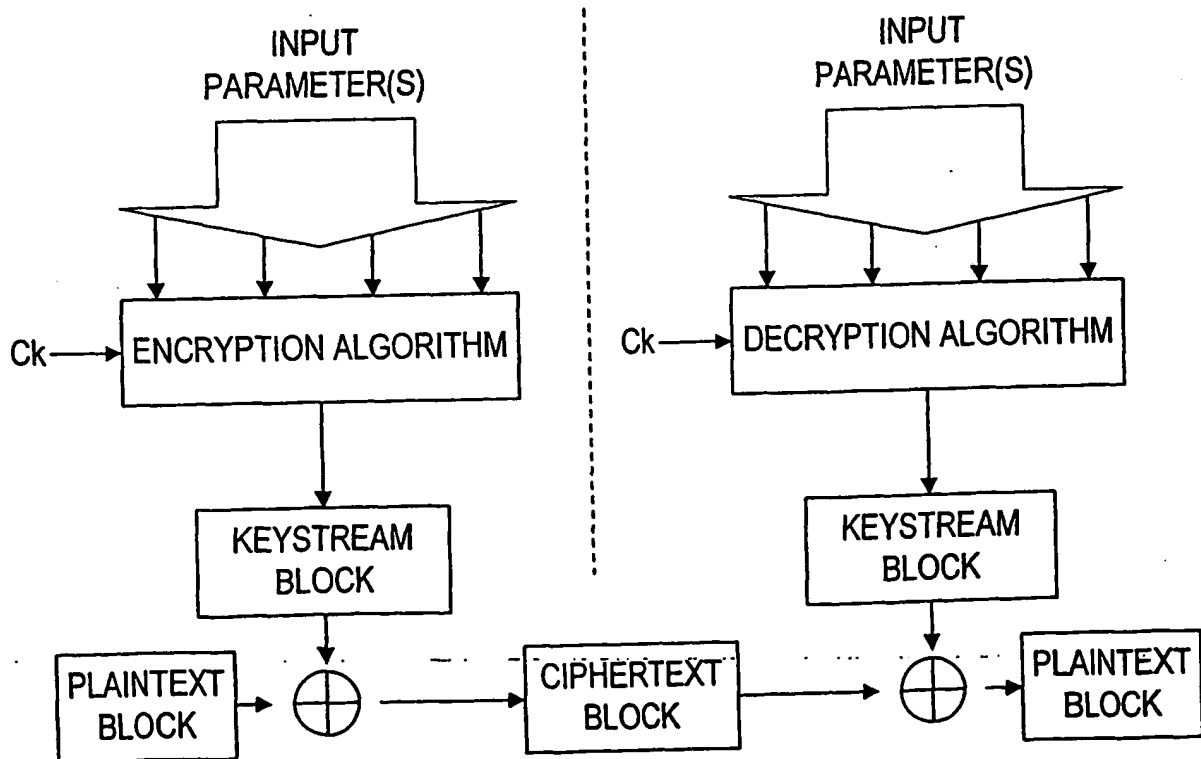 INPUT
PARAMETER(S)
INPUT
PARAMETER(S)
Ck
ENCRYPTION ALGORITHM
Ck
DECRYPTION ALGORITHM
KEYSTREAM
BLOCK
KEYSTREAM
BLOCK
PLAINTEXT
BLOCK
CIPHERTEXT
BLOCK
PLAINTEXT
BLOCK